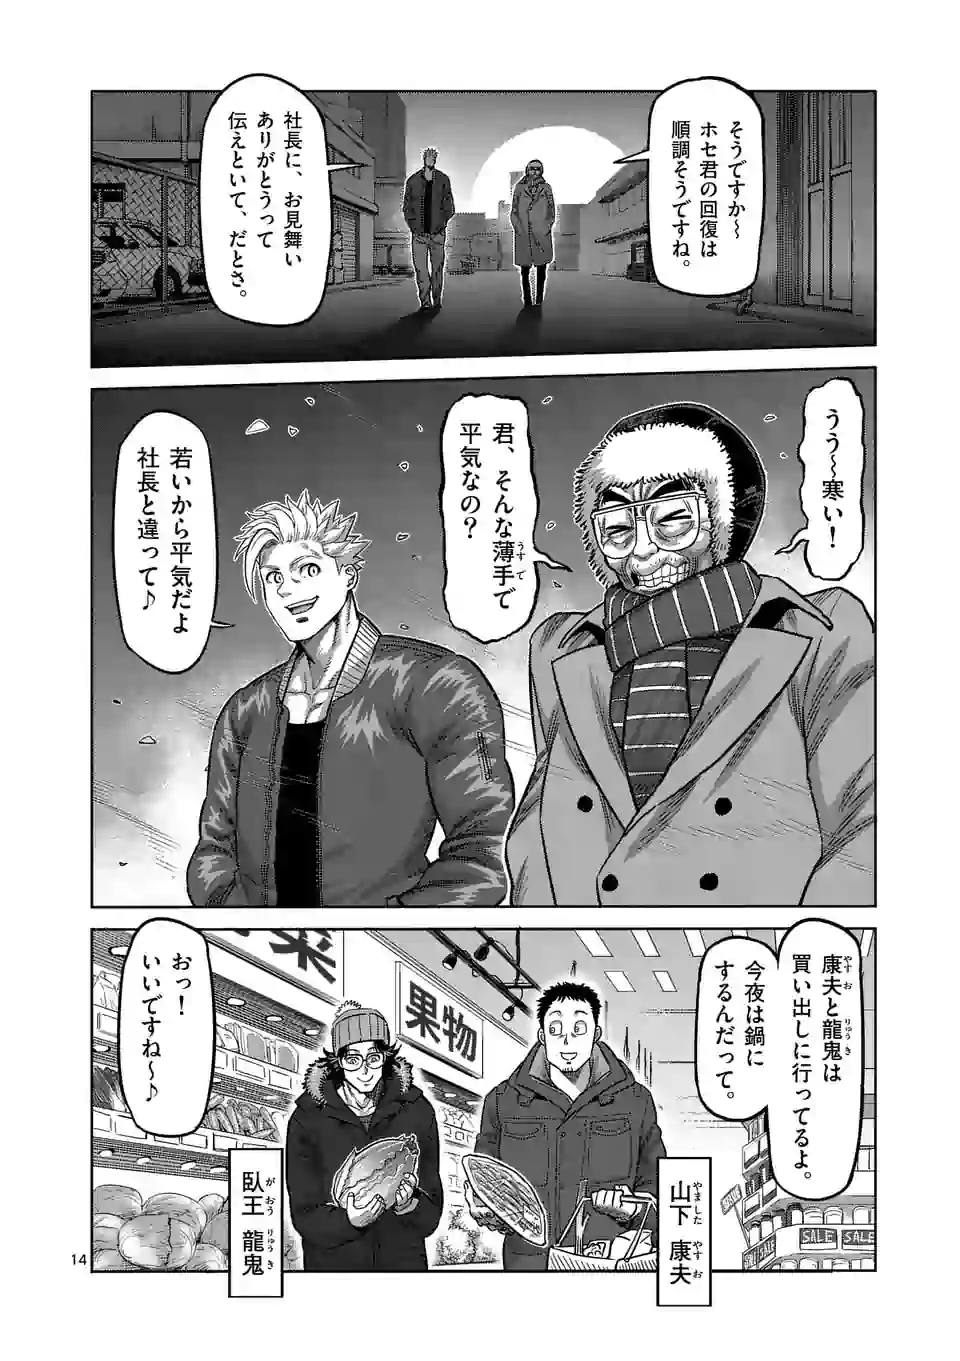 そうですか～
ホセ君の回復は
順調そうですね。
社長に、お見舞い
ありがとうって
伝えといて、だとさ。
うう～寒い！
君、そんな薄手で
平気なの？
若いから平気だよ
社長と違って♪
康夫と龍鬼は
買い出しに行ってるよ。
今夜は鍋に
するんだって。
おっ！
いいですね～♪
菜
果物
山下 康夫
臥王 龍鬼
SALE
SALE
14